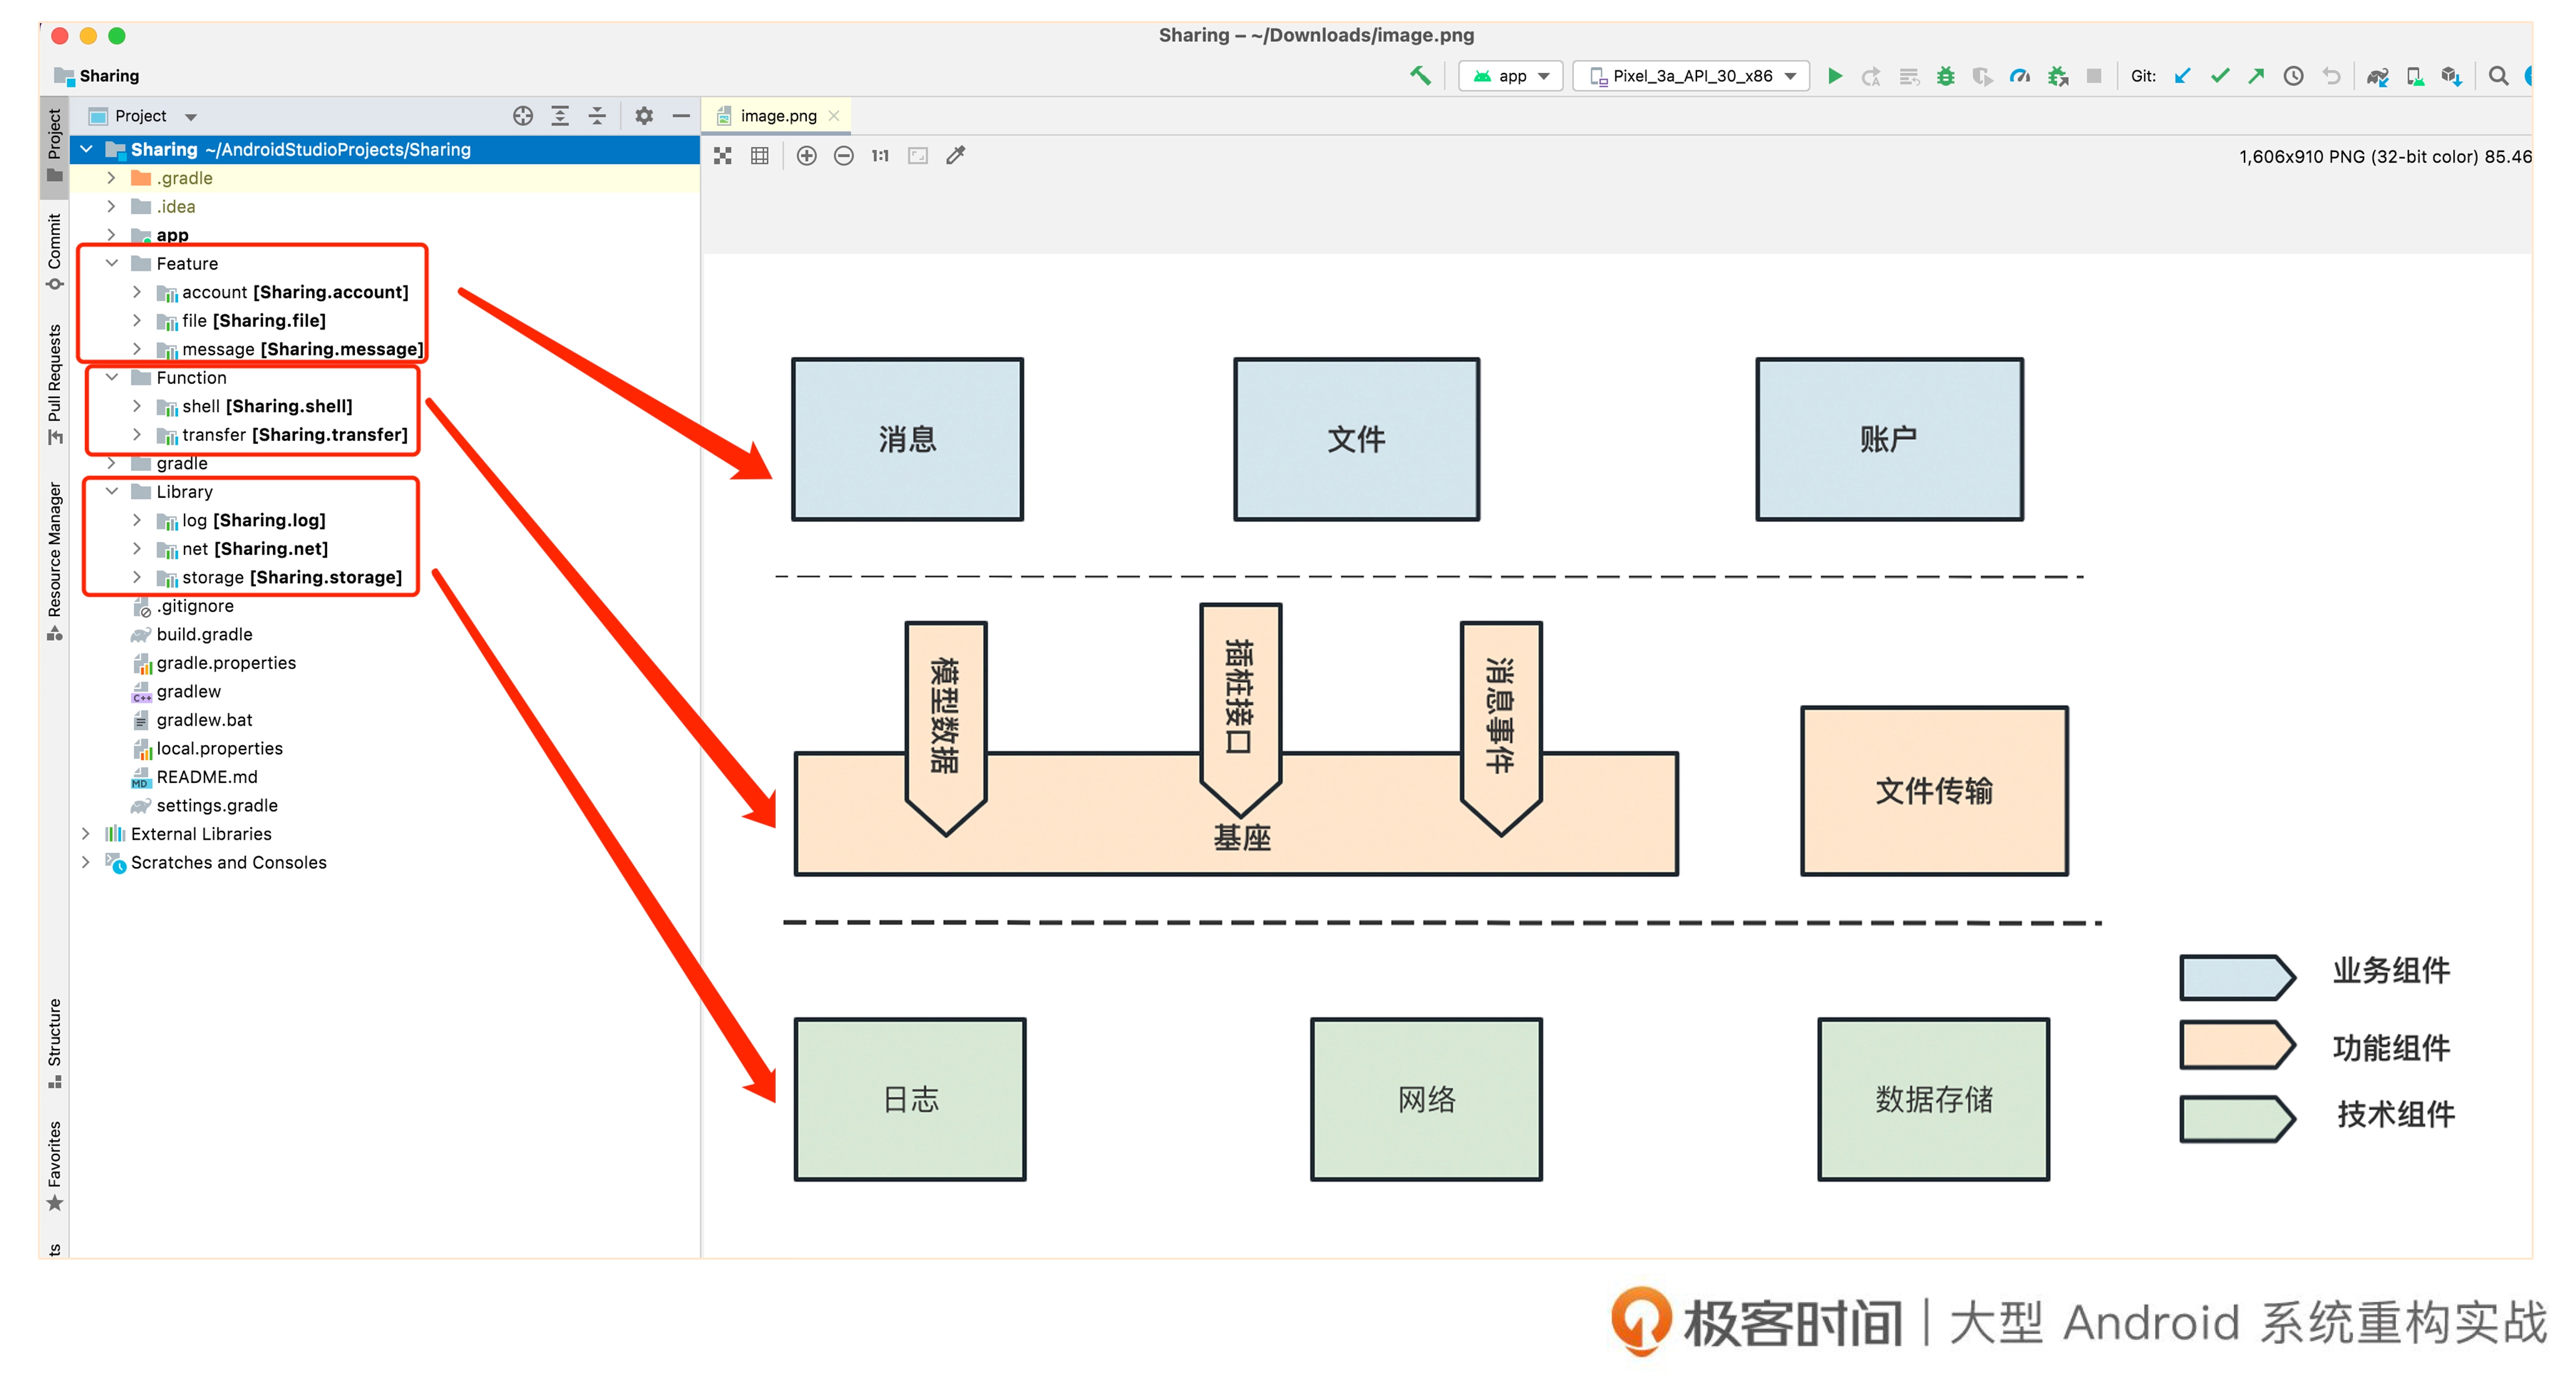 Sharing – ~/Downloads/image.png
Sharing
app
Pixel_3a_API_30_x86
Git:
Project
image.png
1:1
1,606x910 PNG (32-bit color) 85.46
Project
Commit
Pull Requests
Resource Manager
Structure
Favorites
ts
Sharing ~/AndroidStudioProjects/Sharing
.gradle
.idea
app
Feature
account [Sharing.account]
file [Sharing.file]
message [Sharing.message]
Function
shell [Sharing.shell]
transfer [Sharing.transfer]
gradle
Library
log [Sharing.log]
net [Sharing.net]
storage [Sharing.storage]
.gitignore
build.gradle
gradle.properties
gradlew
gradlew.bat
local.properties
README.md
settings.gradle
External Libraries
Scratches and Consoles
消息
文件
账户
模型数据
插桩接口
消息事件
基座
文件传输
日志
网络
数据存储
业务组件
功能组件
技术组件
极客时间 | 大型 Android 系统重构实战